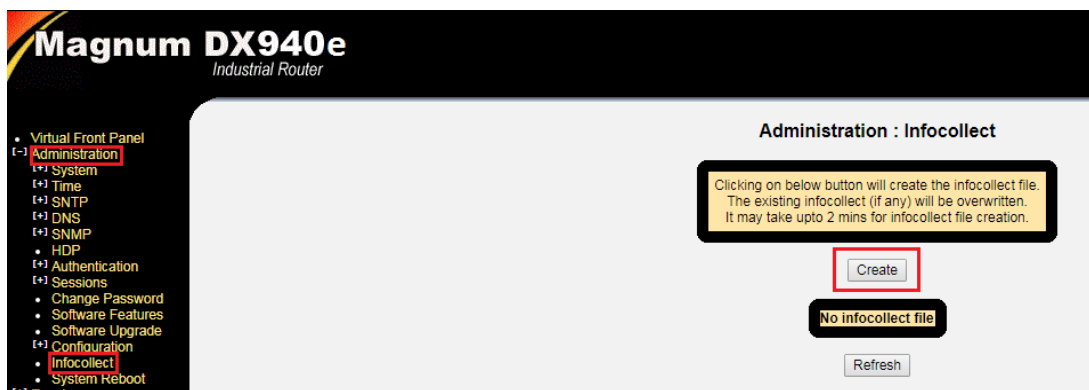 Magnum DX940e
Industrial Router
Virtual Front Panel
[-] Administration
[+] System
[+] Time
[+] SNTP
[+] DNS
[+] SNMP
HDP
[+] Authentication
[+] Sessions
Change Password
Software Features
Software Upgrade
[+] Configuration
Infocollect
System Reboot
Administration : Infocollect
Clicking on below button will create the infocollect file.
The existing infocollect (if any) will be overwritten.
It may take upto 2 mins for infocollect file creation.
Create
No infocollect file
Refresh